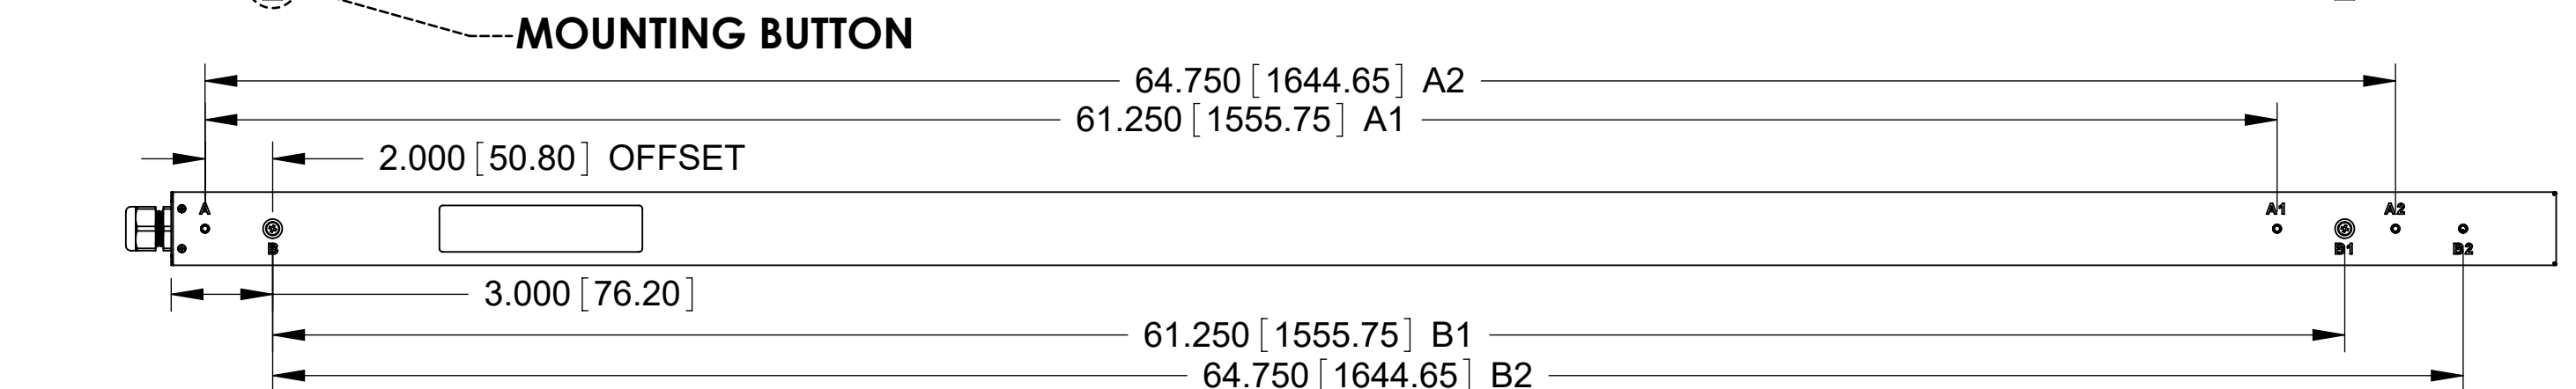 MOUNTING BUTTON
64.750 [1644.65] A2
61.250 [1555.75] A1
2.000 [50.80] OFFSET
A A1 A2
B B1 B2
3.000 [76.20]
61.250 [1555.75] B1
64.750 [1644.65] B2